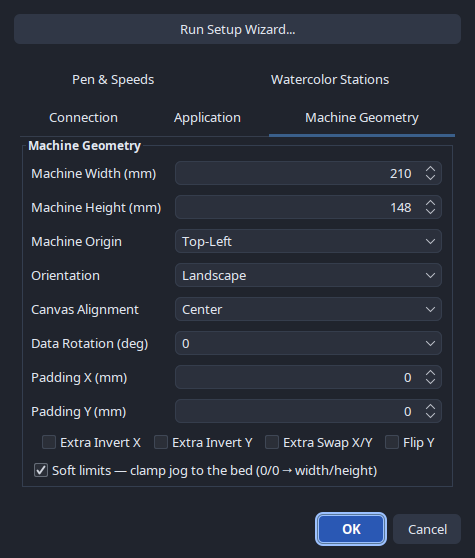 Run Setup Wizard...
Pen & Speeds Watercolor Stations
Connection Application Machine Geometry
Machine Geometry
Machine Width (mm) 210
Machine Height (mm) 148
Machine Origin Top-Left
Orientation Landscape
Canvas Alignment Center
Data Rotation (deg) 0
Padding X (mm) 0
Padding Y (mm) 0
Extra Invert X Extra Invert Y Extra Swap X/Y Flip Y
Soft limits — clamp jog to the bed (0/0 → width/height)
OK Cancel